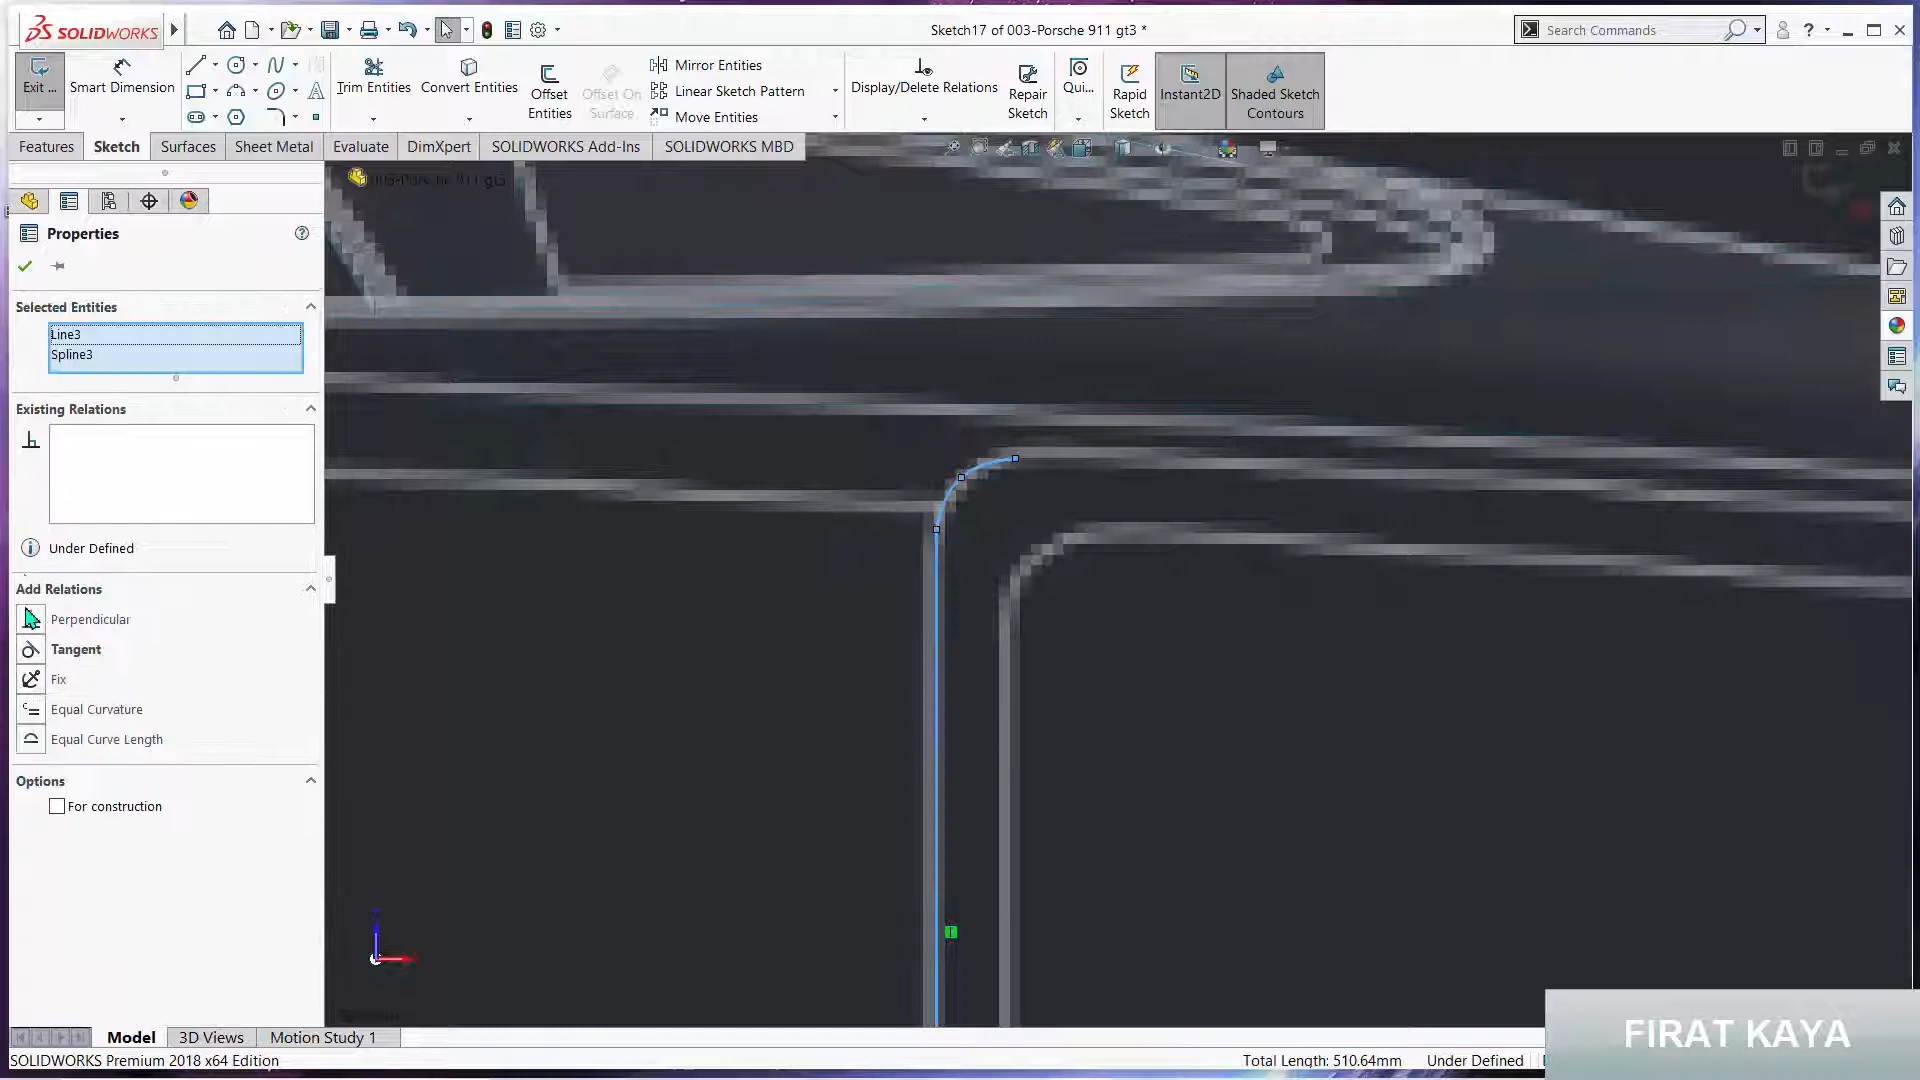 SOLIDWORKS
Sketch17 of 003-Porsche 911 gt3 *
Search Commands
Exit ...
Smart Dimension
Trim Entities
Convert Entities
Offset Entities
Offset On Surface
Mirror Entities
Linear Sketch Pattern
Move Entities
Display/Delete Relations
Repair Sketch
Qui...
Rapid Sketch
Instant2D
Shaded Sketch Contours
Features
Sketch
Surfaces
Sheet Metal
Evaluate
DimXpert
SOLIDWORKS Add-Ins
SOLIDWORKS MBD
003-Porsche 911 gt3
Properties
Selected Entities
Line3
Spline3
Existing Relations
Under Defined
Add Relations
Perpendicular
Tangent
Fix
Equal Curvature
Equal Curve Length
Options
For construction
Model
3D Views
Motion Study 1
FIRAT KAYA
SOLIDWORKS Premium 2018 x64 Edition
Total Length: 510.64mm
Under Defined